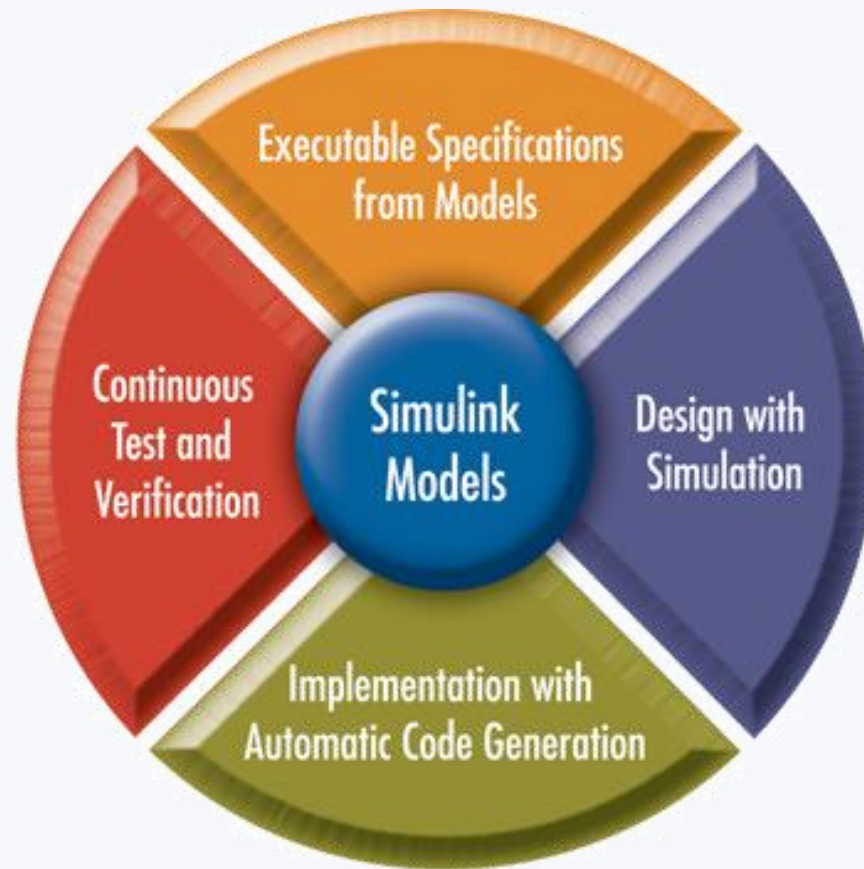 Executable Specifications
from Models
Continuous
Test and
Verification
Simulink
Models
Design with
Simulation
Implementation with
Automatic Code Generation